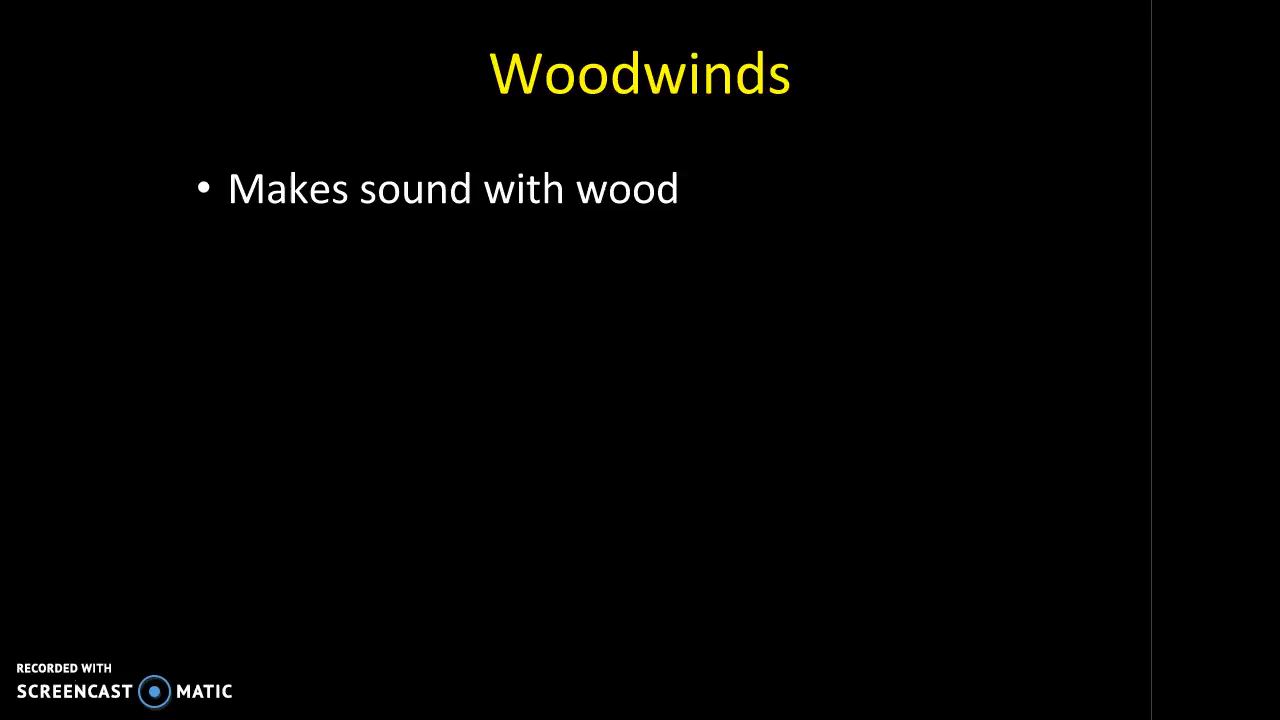 Woodwinds
• Makes sound with wood
RECORDED WITH
SCREENCAST MATIC